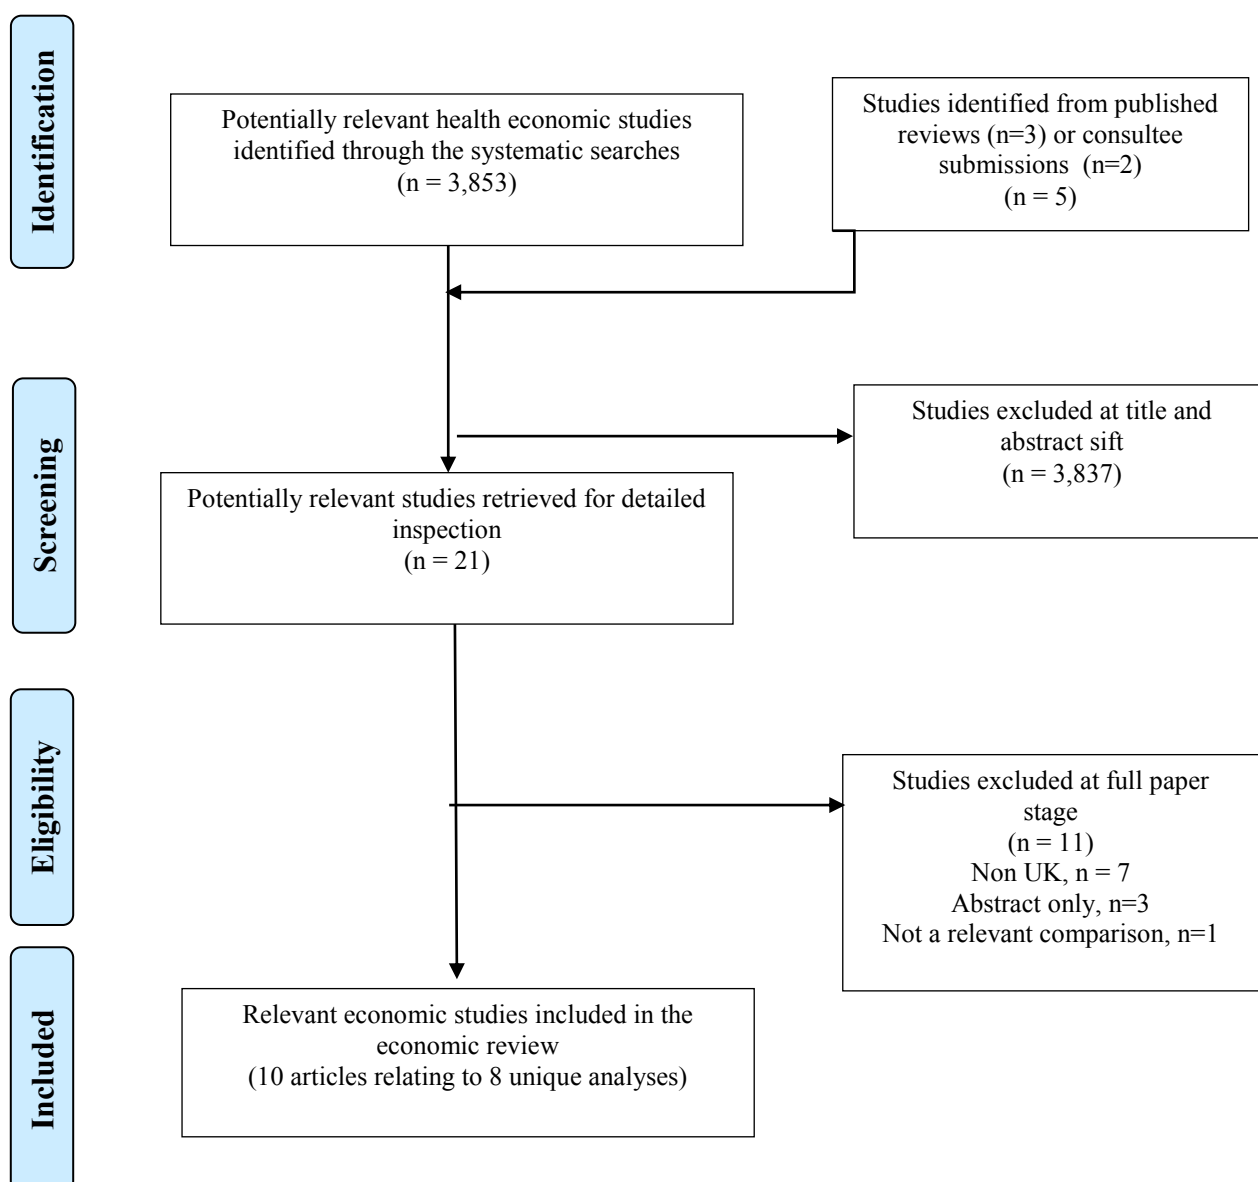 Identification
Potentially relevant health economic studies
identified through the systematic searches
(n = 3,853)
Studies identified from published
reviews (n=3) or consultee
submissions  (n=2)
(n = 5)
Screening
Studies excluded at title and
abstract sift
(n = 3,837)
Potentially relevant studies retrieved for detailed
inspection
(n = 21)
Eligibility
Studies excluded at full paper
stage
(n = 11)
Non UK, n = 7
Abstract only, n=3
Not a relevant comparison, n=1
Included
Relevant economic studies included in the
economic review
(10 articles relating to 8 unique analyses)